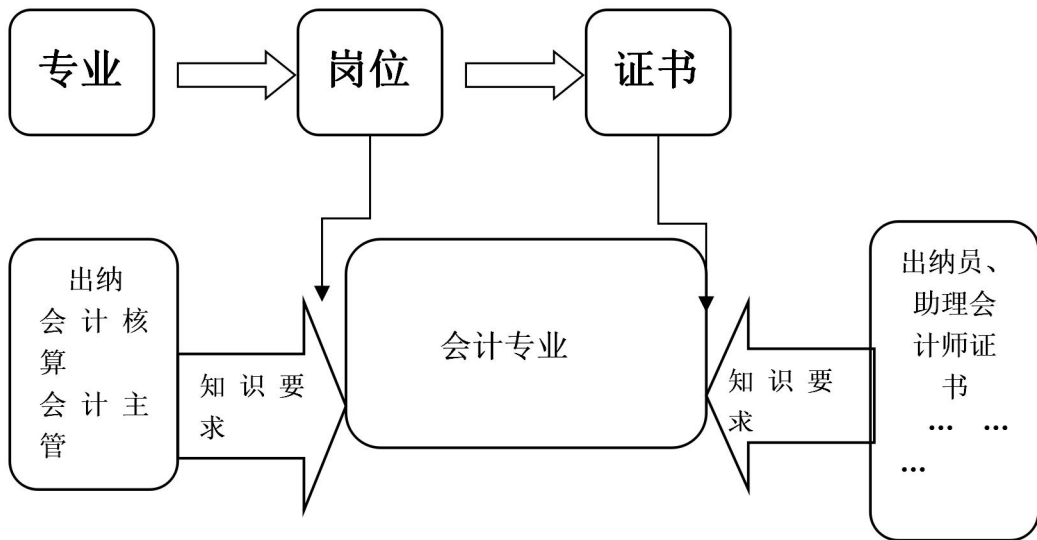 专业
岗位
证书
出纳
会计核
算
会计主
管
知识要
求
会计专业
知识要
求
出纳员、
助理会
计师证
书
… …
…